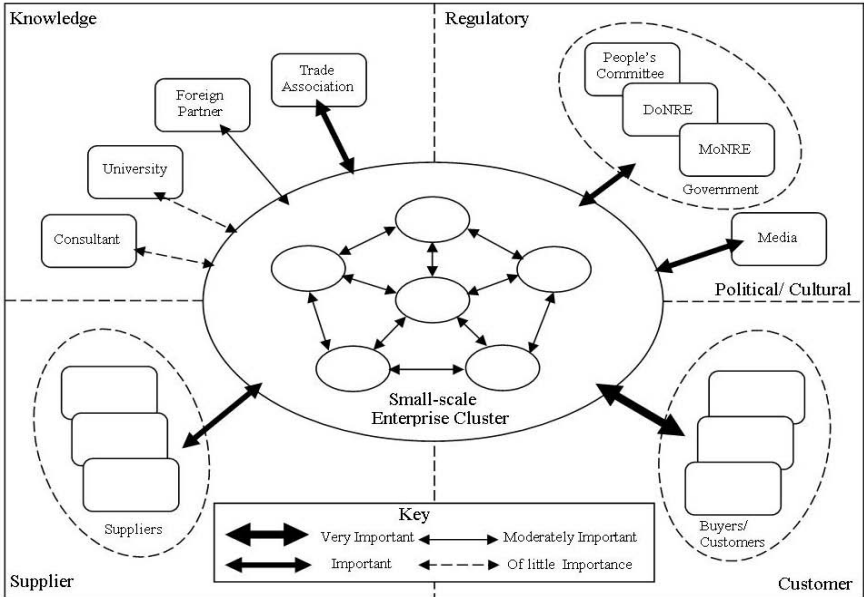 Knowledge
Regulatory
Trade
Association
Foreign
Partner
University
Consultant
People's
Committee
DoNRE
MoNRE
Government
Media
Political/ Cultural
Small-scale
Enterprise Cluster
Suppliers
Buyers/
Customers
Key
Very Important
Moderately Important
Important
Of little Importance
Supplier
Customer